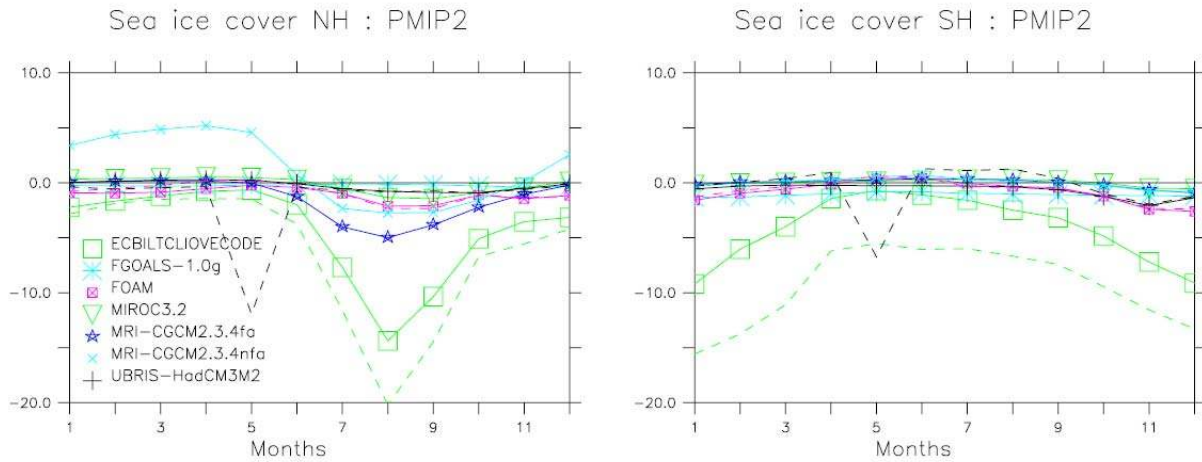 Sea ice cover NH : PMIP2
10.0
0.0
-10.0
-20.0
ECBILTCLIOVECODE
FGOALS-1.0g
FOAM
MIROC3.2
MRI-CGCM2.3.4fa
MRI-CGCM2.3.4nfa
UBRIS-HadCM3M2
1 3 5 7 9 11
Months
Sea ice cover SH : PMIP2
10.0
0.0
-10.0
-20.0
1 3 5 7 9 11
Months